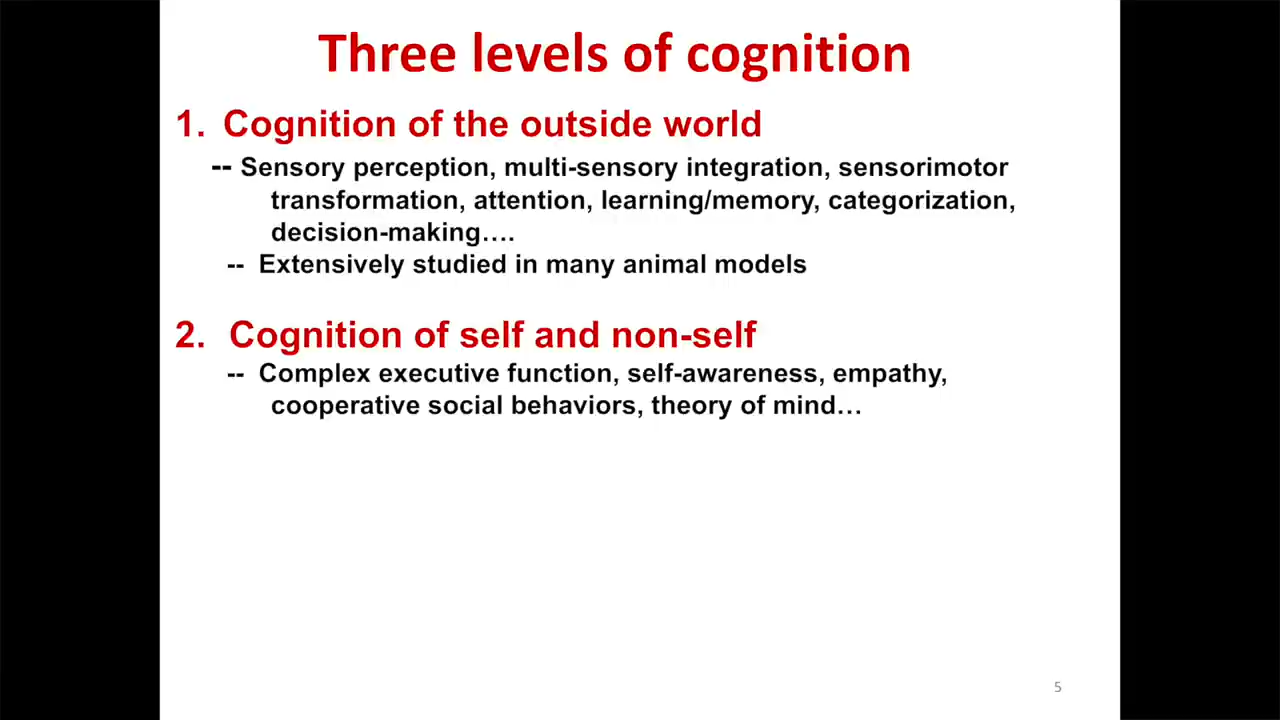 Three levels of cognition
1. Cognition of the outside world
-- Sensory perception, multi-sensory integration, sensorimotor
transformation, attention, learning/memory, categorization,
decision-making….
-- Extensively studied in many animal models
2. Cognition of self and non-self
-- Complex executive function, self-awareness, empathy,
cooperative social behaviors, theory of mind…
5